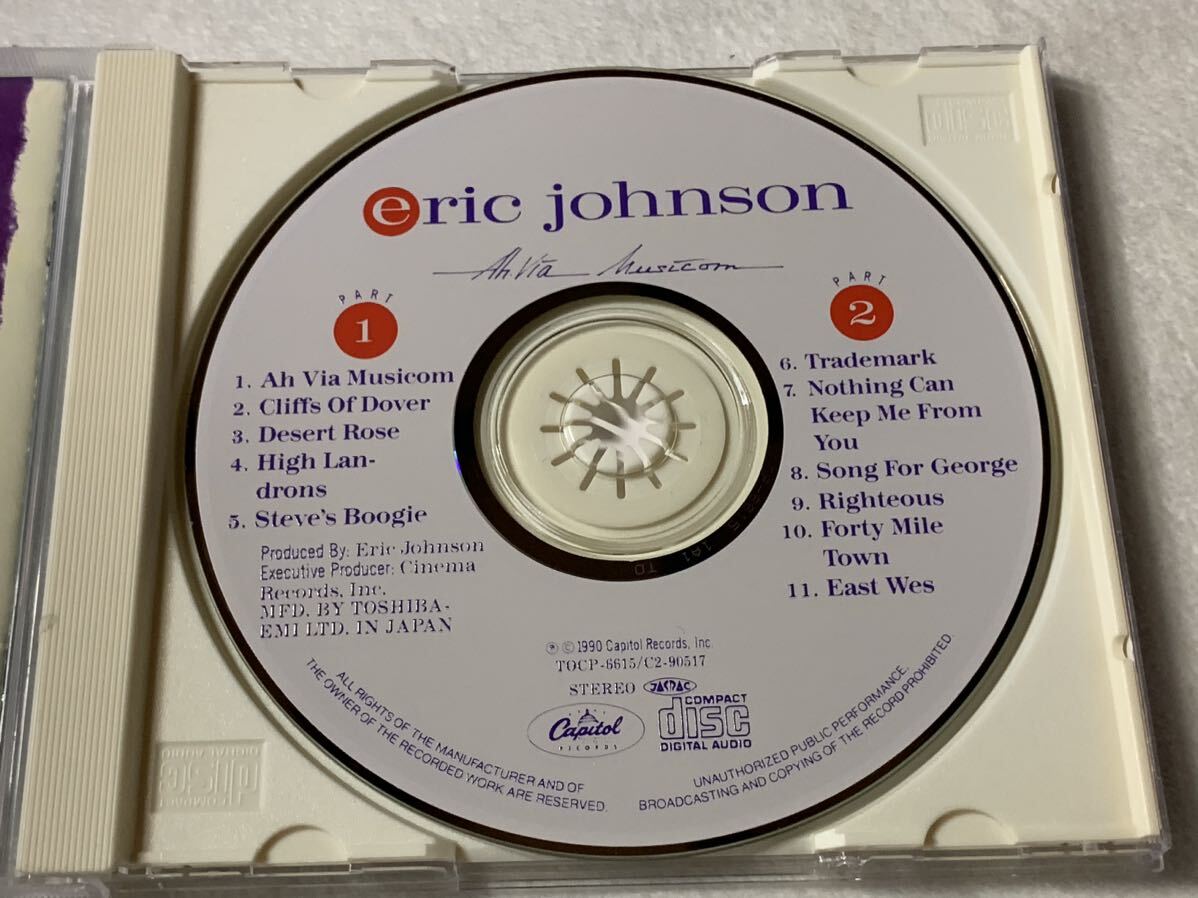 eric johnson
Ah Via Musicom
PART
1
1. Ah Via Musicom
2. Cliffs Of Dover
3. Desert Rose
4. High Lan-
drons
5. Steve's Boogie
Produced By: Eric Johnson
Executive Producer: Cinema
Records, Inc.
MFD. BY TOSHIBA-
EMI LTD. IN JAPAN
PART
2
6. Trademark
7. Nothing Can
Keep Me From
You
8. Song For George
9. Righteous
10. Forty Mile
Town
11. East Wes
℗ © 1990 Capitol Records, Inc.
TOCP-6615/C2-90517
STEREO JASRAC
Capitol
RECORDS
COMPACT
disc
DIGITAL AUDIO
ALL RIGHTS OF THE MANUFACTURER AND OF
THE OWNER OF THE RECORDED WORK ARE RESERVED.
UNAUTHORIZED PUBLIC PERFORMANCE,
BROADCASTING AND COPYING OF THE RECORD PROHIBITED.